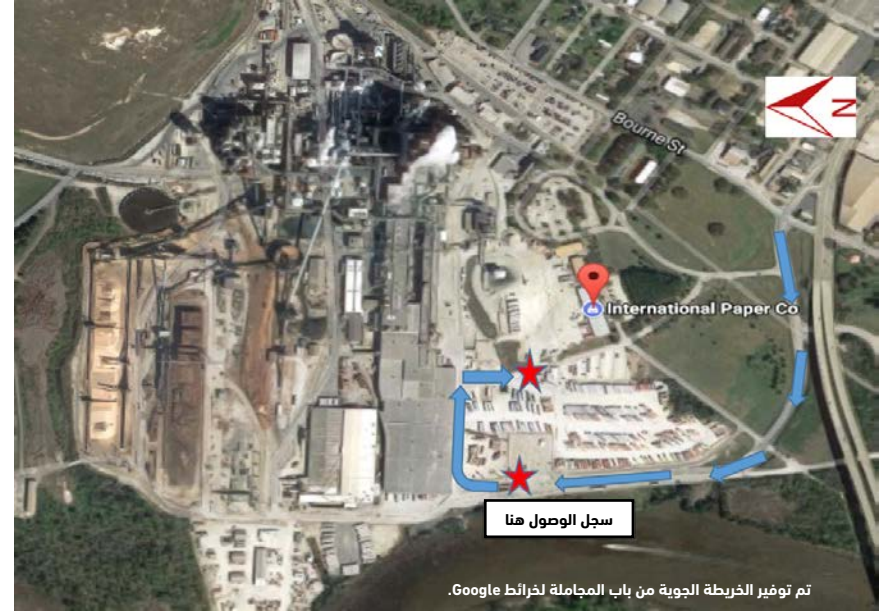 Bourne St
N
International Paper Co
سجل الوصول هنا
تم توفير الخريطة الجوية من باب المجاملة لخرائط Google.